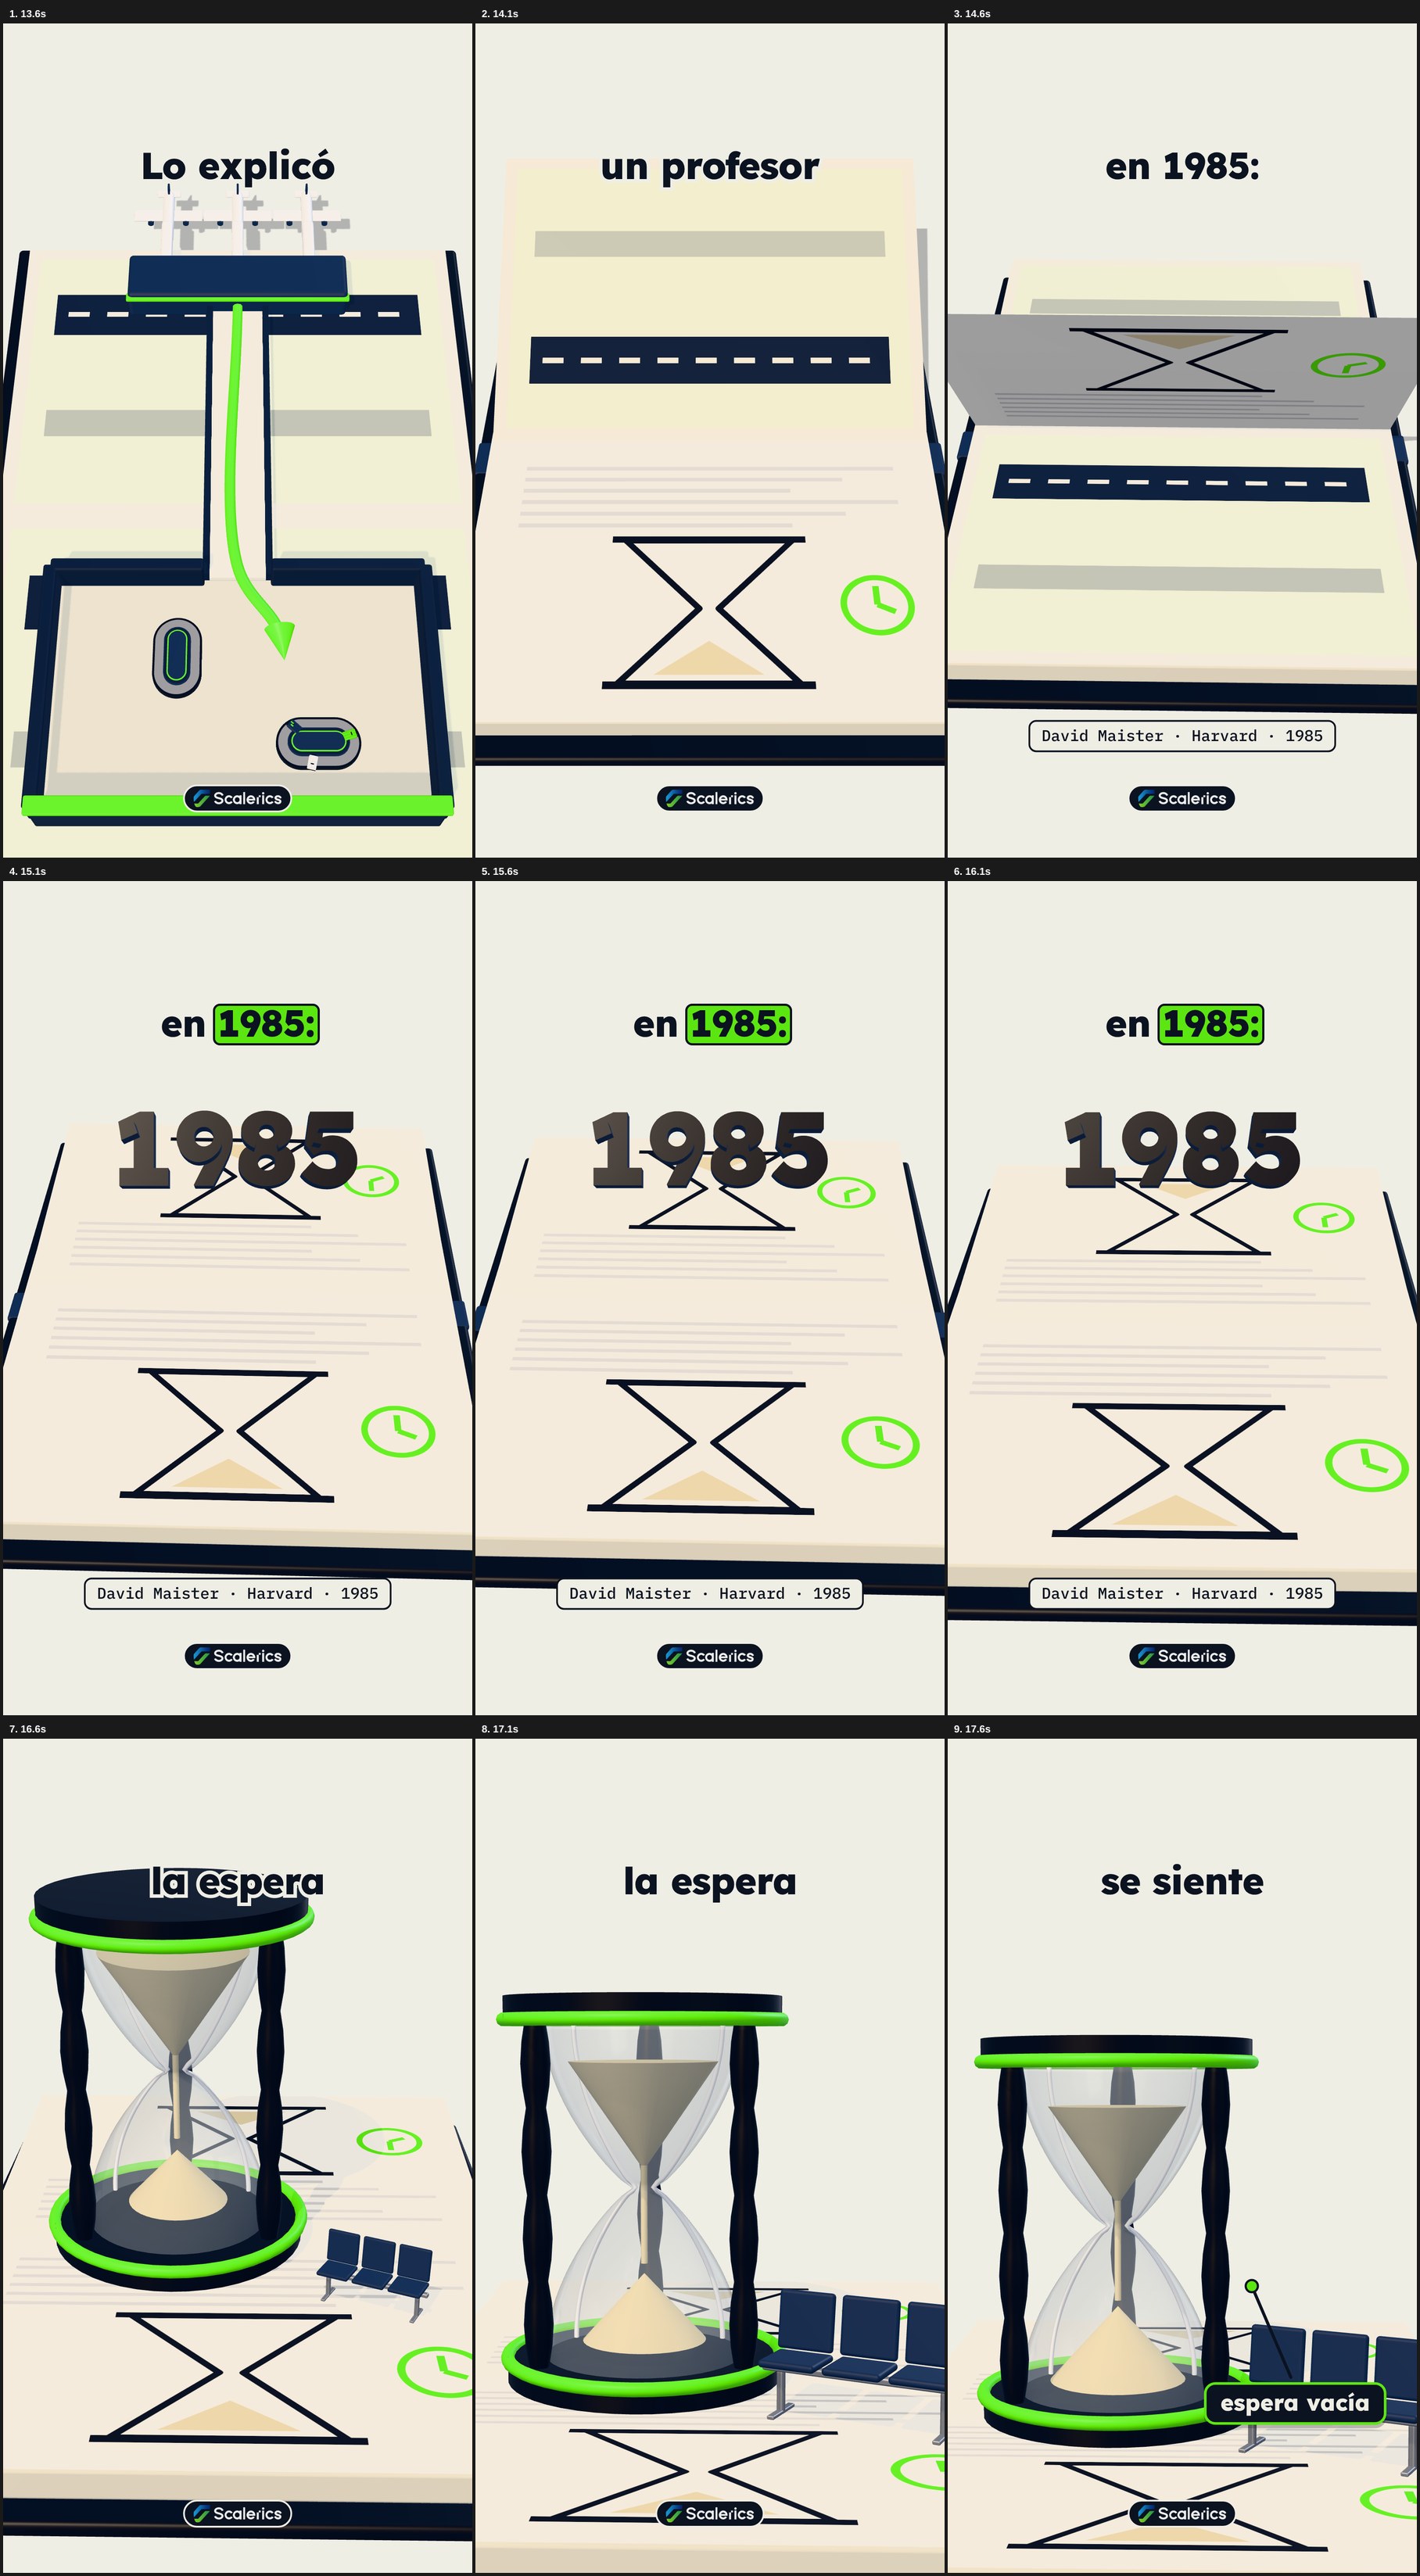 1. 13.6s
Lo explicó
Scalerics
2. 14.1s
un profesor
Scalerics
3. 14.6s
en 1985:
David Maister · Harvard · 1985
Scalerics
4. 15.1s
en 1985:
1985
David Maister · Harvard · 1985
Scalerics
5. 15.6s
en 1985:
1985
David Maister · Harvard · 1985
Scalerics
6. 16.1s
en 1985:
1985
David Maister · Harvard · 1985
Scalerics
7. 16.6s
la espera
Scalerics
8. 17.1s
la espera
Scalerics
9. 17.6s
se siente
espera vacía
Scalerics